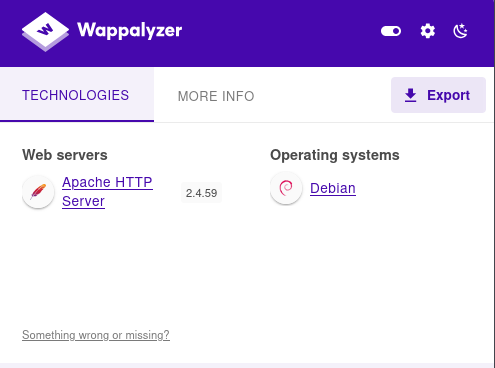 Wappalyzer
TECHNOLOGIES
MORE INFO
Export
Web servers
Apache HTTP
Server
2.4.59
Operating systems
Debian
Something wrong or missing?